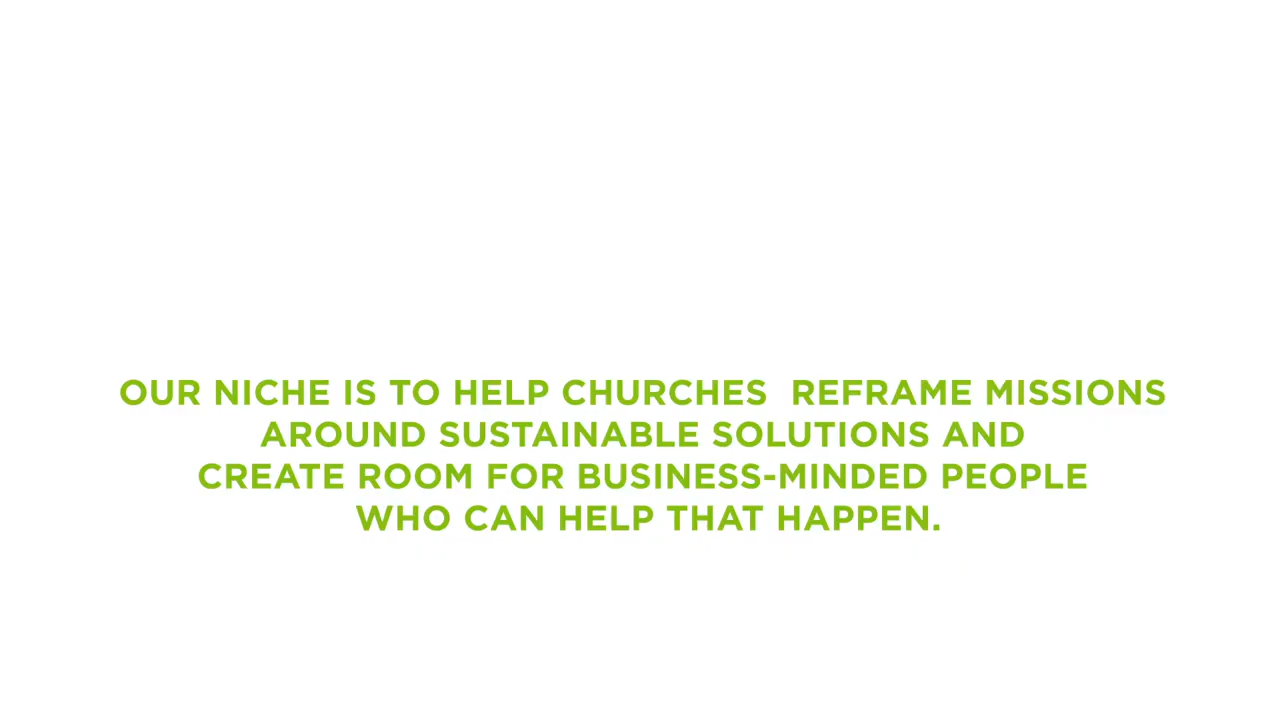 OUR NICHE IS TO HELP CHURCHES  REFRAME MISSIONS
AROUND SUSTAINABLE SOLUTIONS AND
CREATE ROOM FOR BUSINESS-MINDED PEOPLE
WHO CAN HELP THAT HAPPEN.